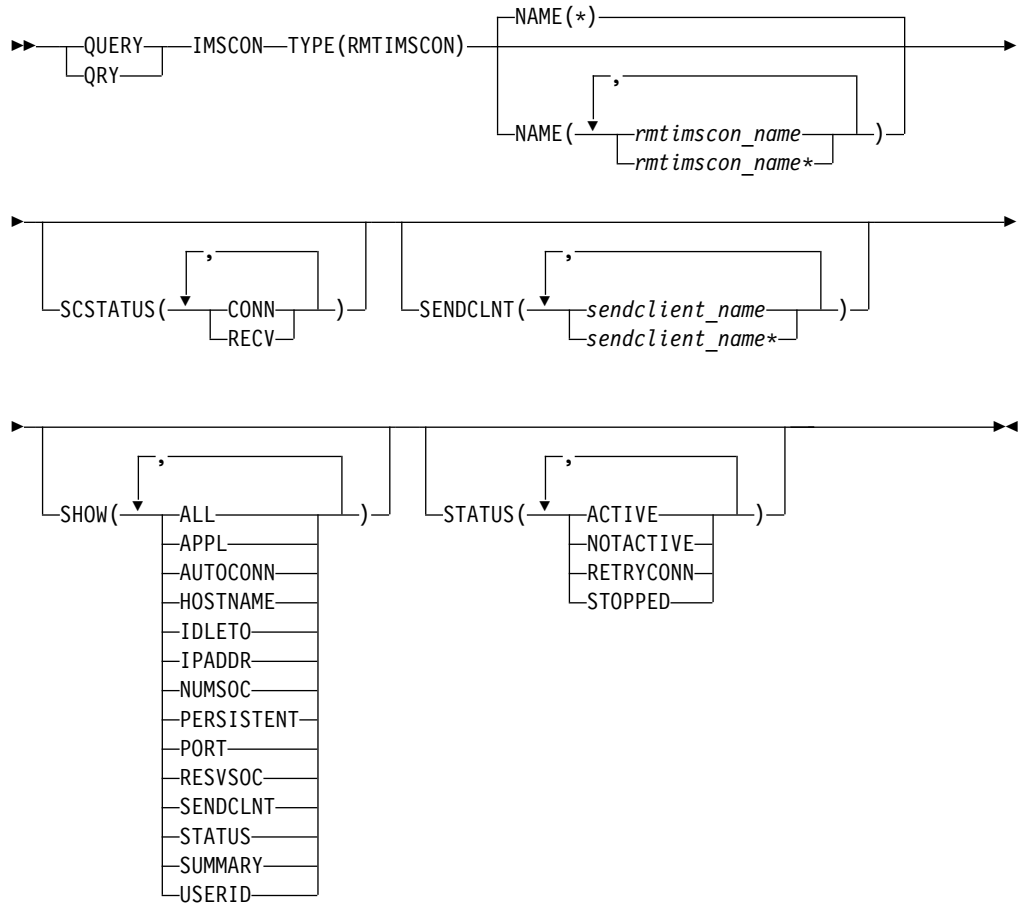 NAME(*)
QUERY IMSCON TYPE(RMTIMSCON)
QRY
,
NAME( rmtimscon_name )
rmtimscon_name*
, ,
SCSTATUS( CONN ) SENDCLNT( sendclient_name )
RECV sendclient_name*
, ,
SHOW( ALL ) STATUS( ACTIVE )
APPL NOTACTIVE
AUTOCONN RETRYCONN
HOSTNAME STOPPED
IDLETO
IPADDR
NUMSOC
PERSISTENT
PORT
RESVSOC
SENDCLNT
STATUS
SUMMARY
USERID